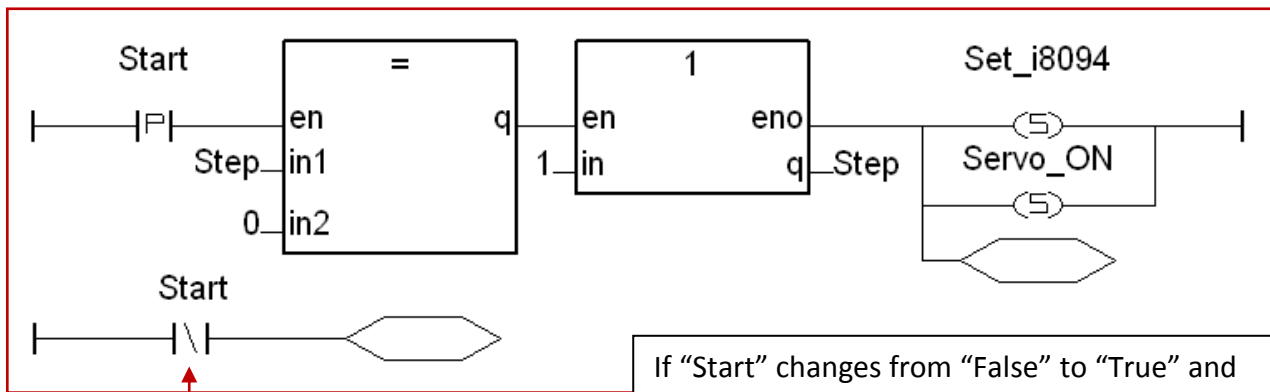 Start
=
1
Set_i8094
P
en
q
en
eno
S
Step
in1
1
in
q
Step
Servo_ON
0
in2
S
Start
If “Start” changes from “False” to “True” and